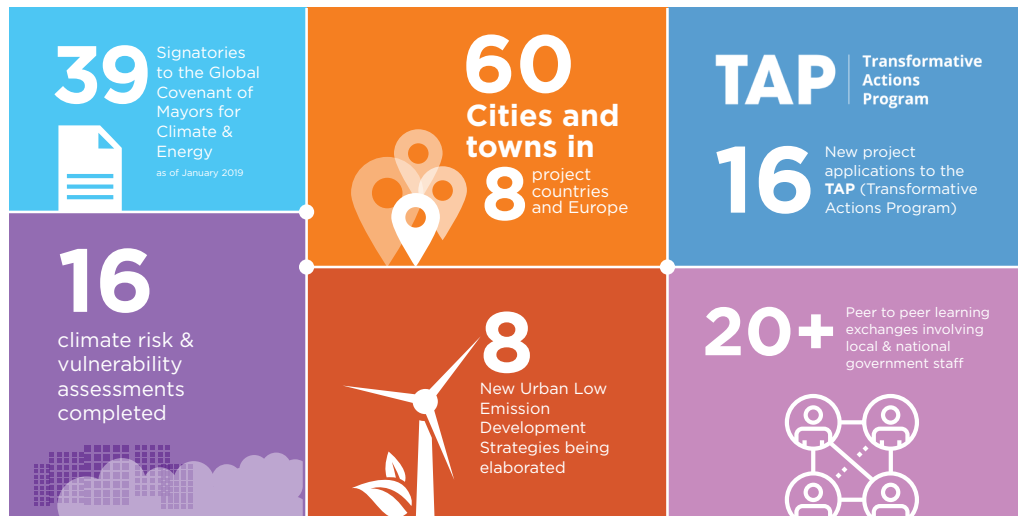 39
Signatories
to the Global
Covenant of
Mayors for
Climate &
Energy
as of January 2019
60
Cities and
towns in
8
project
countries
and Europe
TAP
Transformative
Actions
Program
16
New project
applications to the
TAP (Transformative
Actions Program)
16
climate risk &
vulnerability
assessments
completed
8
New Urban Low
Emission
Development
Strategies being
elaborated
20+
Peer to peer learning
exchanges involving
local & national
government staff